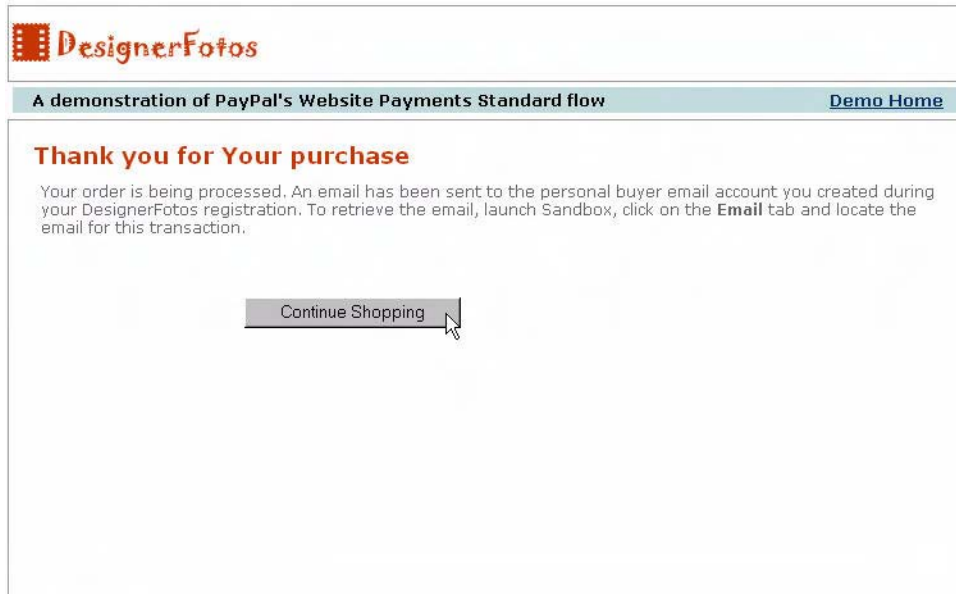 DesignerFotos
A demonstration of PayPal's Website Payments Standard flow Demo Home
Thank you for Your purchase
Your order is being processed. An email has been sent to the personal buyer email account you created during
your DesignerFotos registration. To retrieve the email, launch Sandbox, click on the Email tab and locate the
email for this transaction.
Continue Shopping